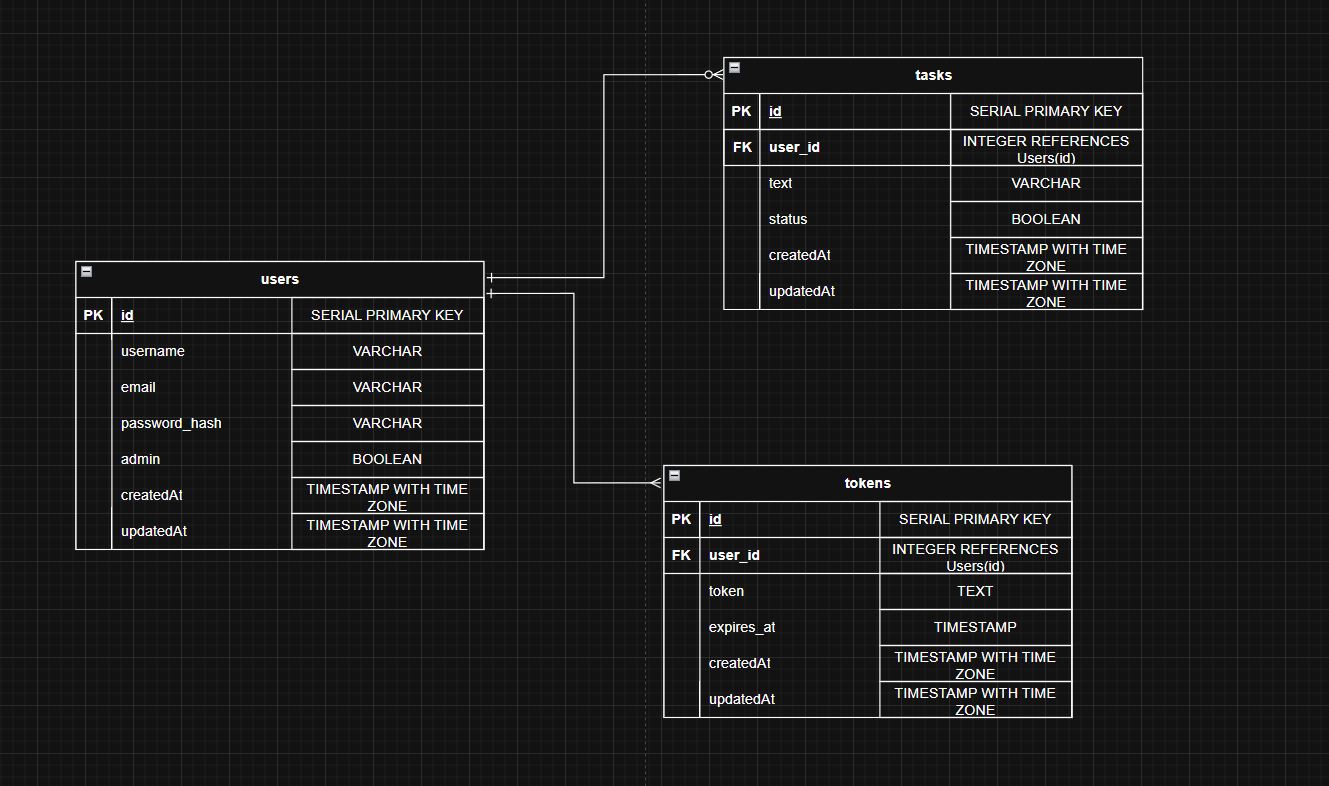 tasks
PK id SERIAL PRIMARY KEY
FK user_id INTEGER REFERENCES
Users(id)
text VARCHAR
status BOOLEAN
createdAt TIMESTAMP WITH TIME
ZONE
updatedAt TIMESTAMP WITH TIME
ZONE
users
PK id SERIAL PRIMARY KEY
username VARCHAR
email VARCHAR
password_hash VARCHAR
admin BOOLEAN
createdAt TIMESTAMP WITH TIME
ZONE
updatedAt TIMESTAMP WITH TIME
ZONE
tokens
PK id SERIAL PRIMARY KEY
FK user_id INTEGER REFERENCES
Users(id)
token TEXT
expires_at TIMESTAMP
createdAt TIMESTAMP WITH TIME
ZONE
updatedAt TIMESTAMP WITH TIME
ZONE